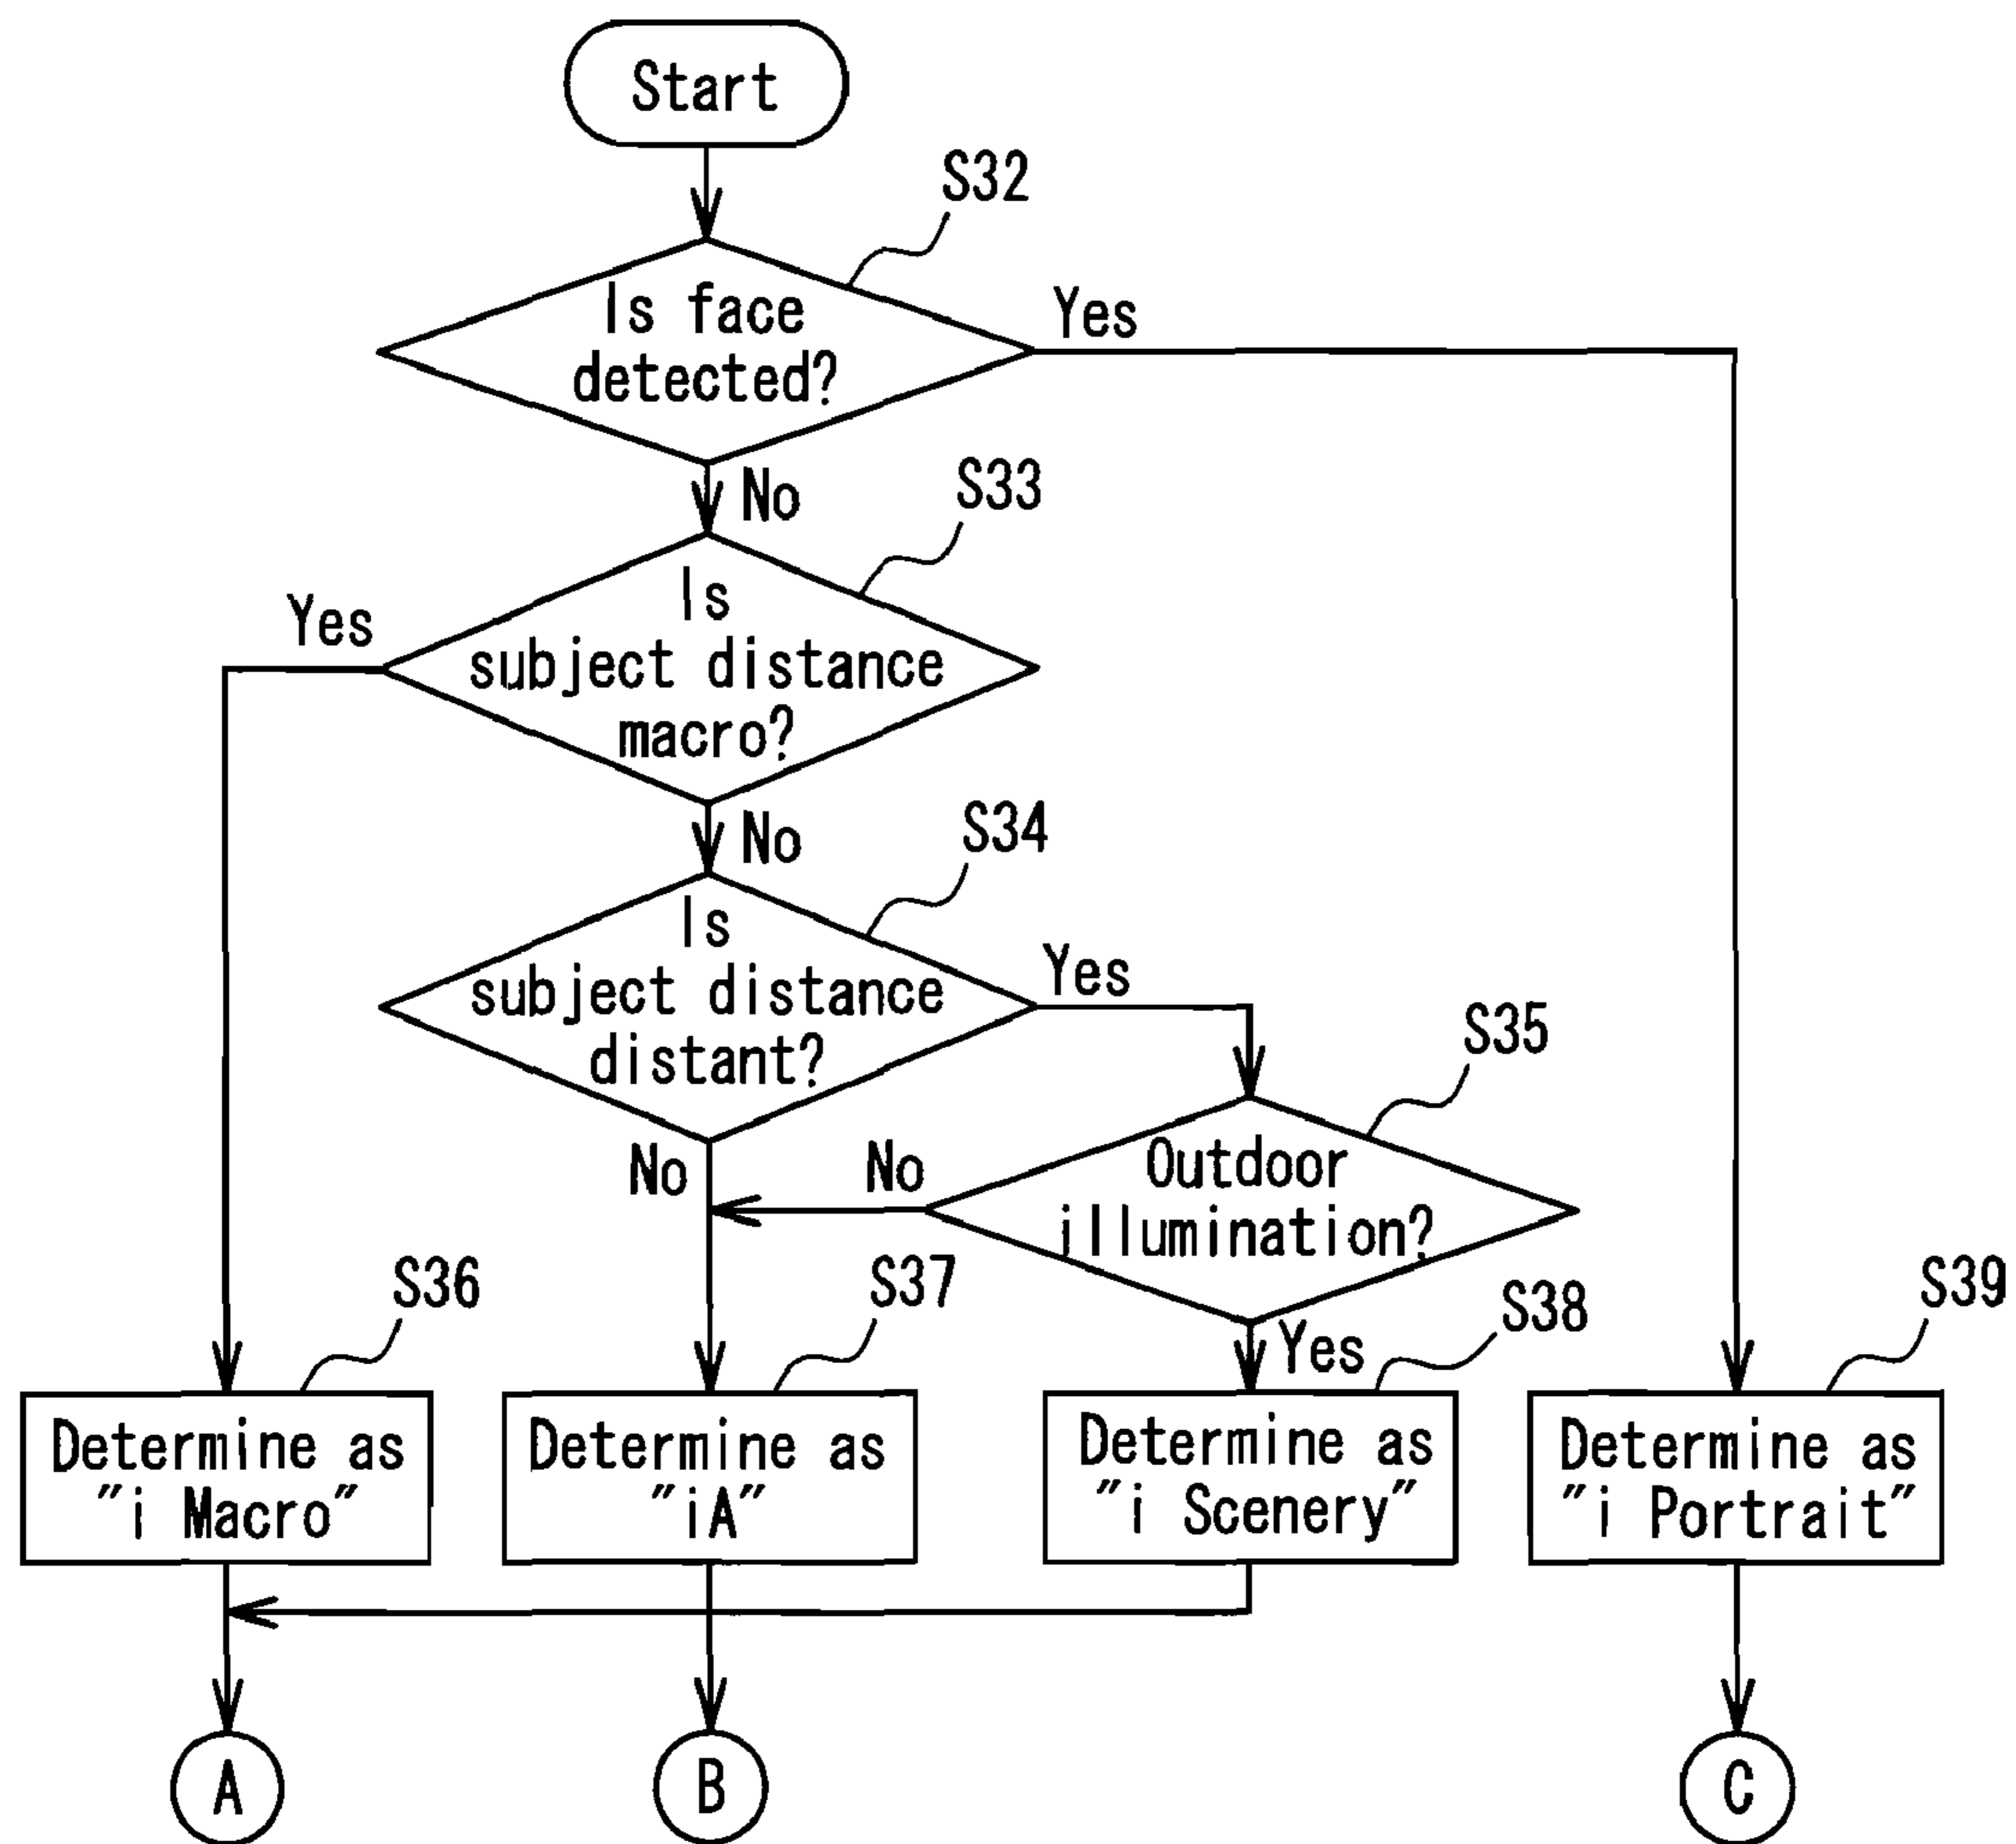 Start
S32
Is face
detected?
Yes
No
S33
Is
subject distance
macro?
Yes
No
S34
Is
subject distance
distant?
Yes
No
S35
Outdoor
illumination?
No
Yes
S36
S37
S38
S39
Determine as
"i Macro"
Determine as
"iA"
Determine as
"i Scenery"
Determine as
"i Portrait"
A
B
C